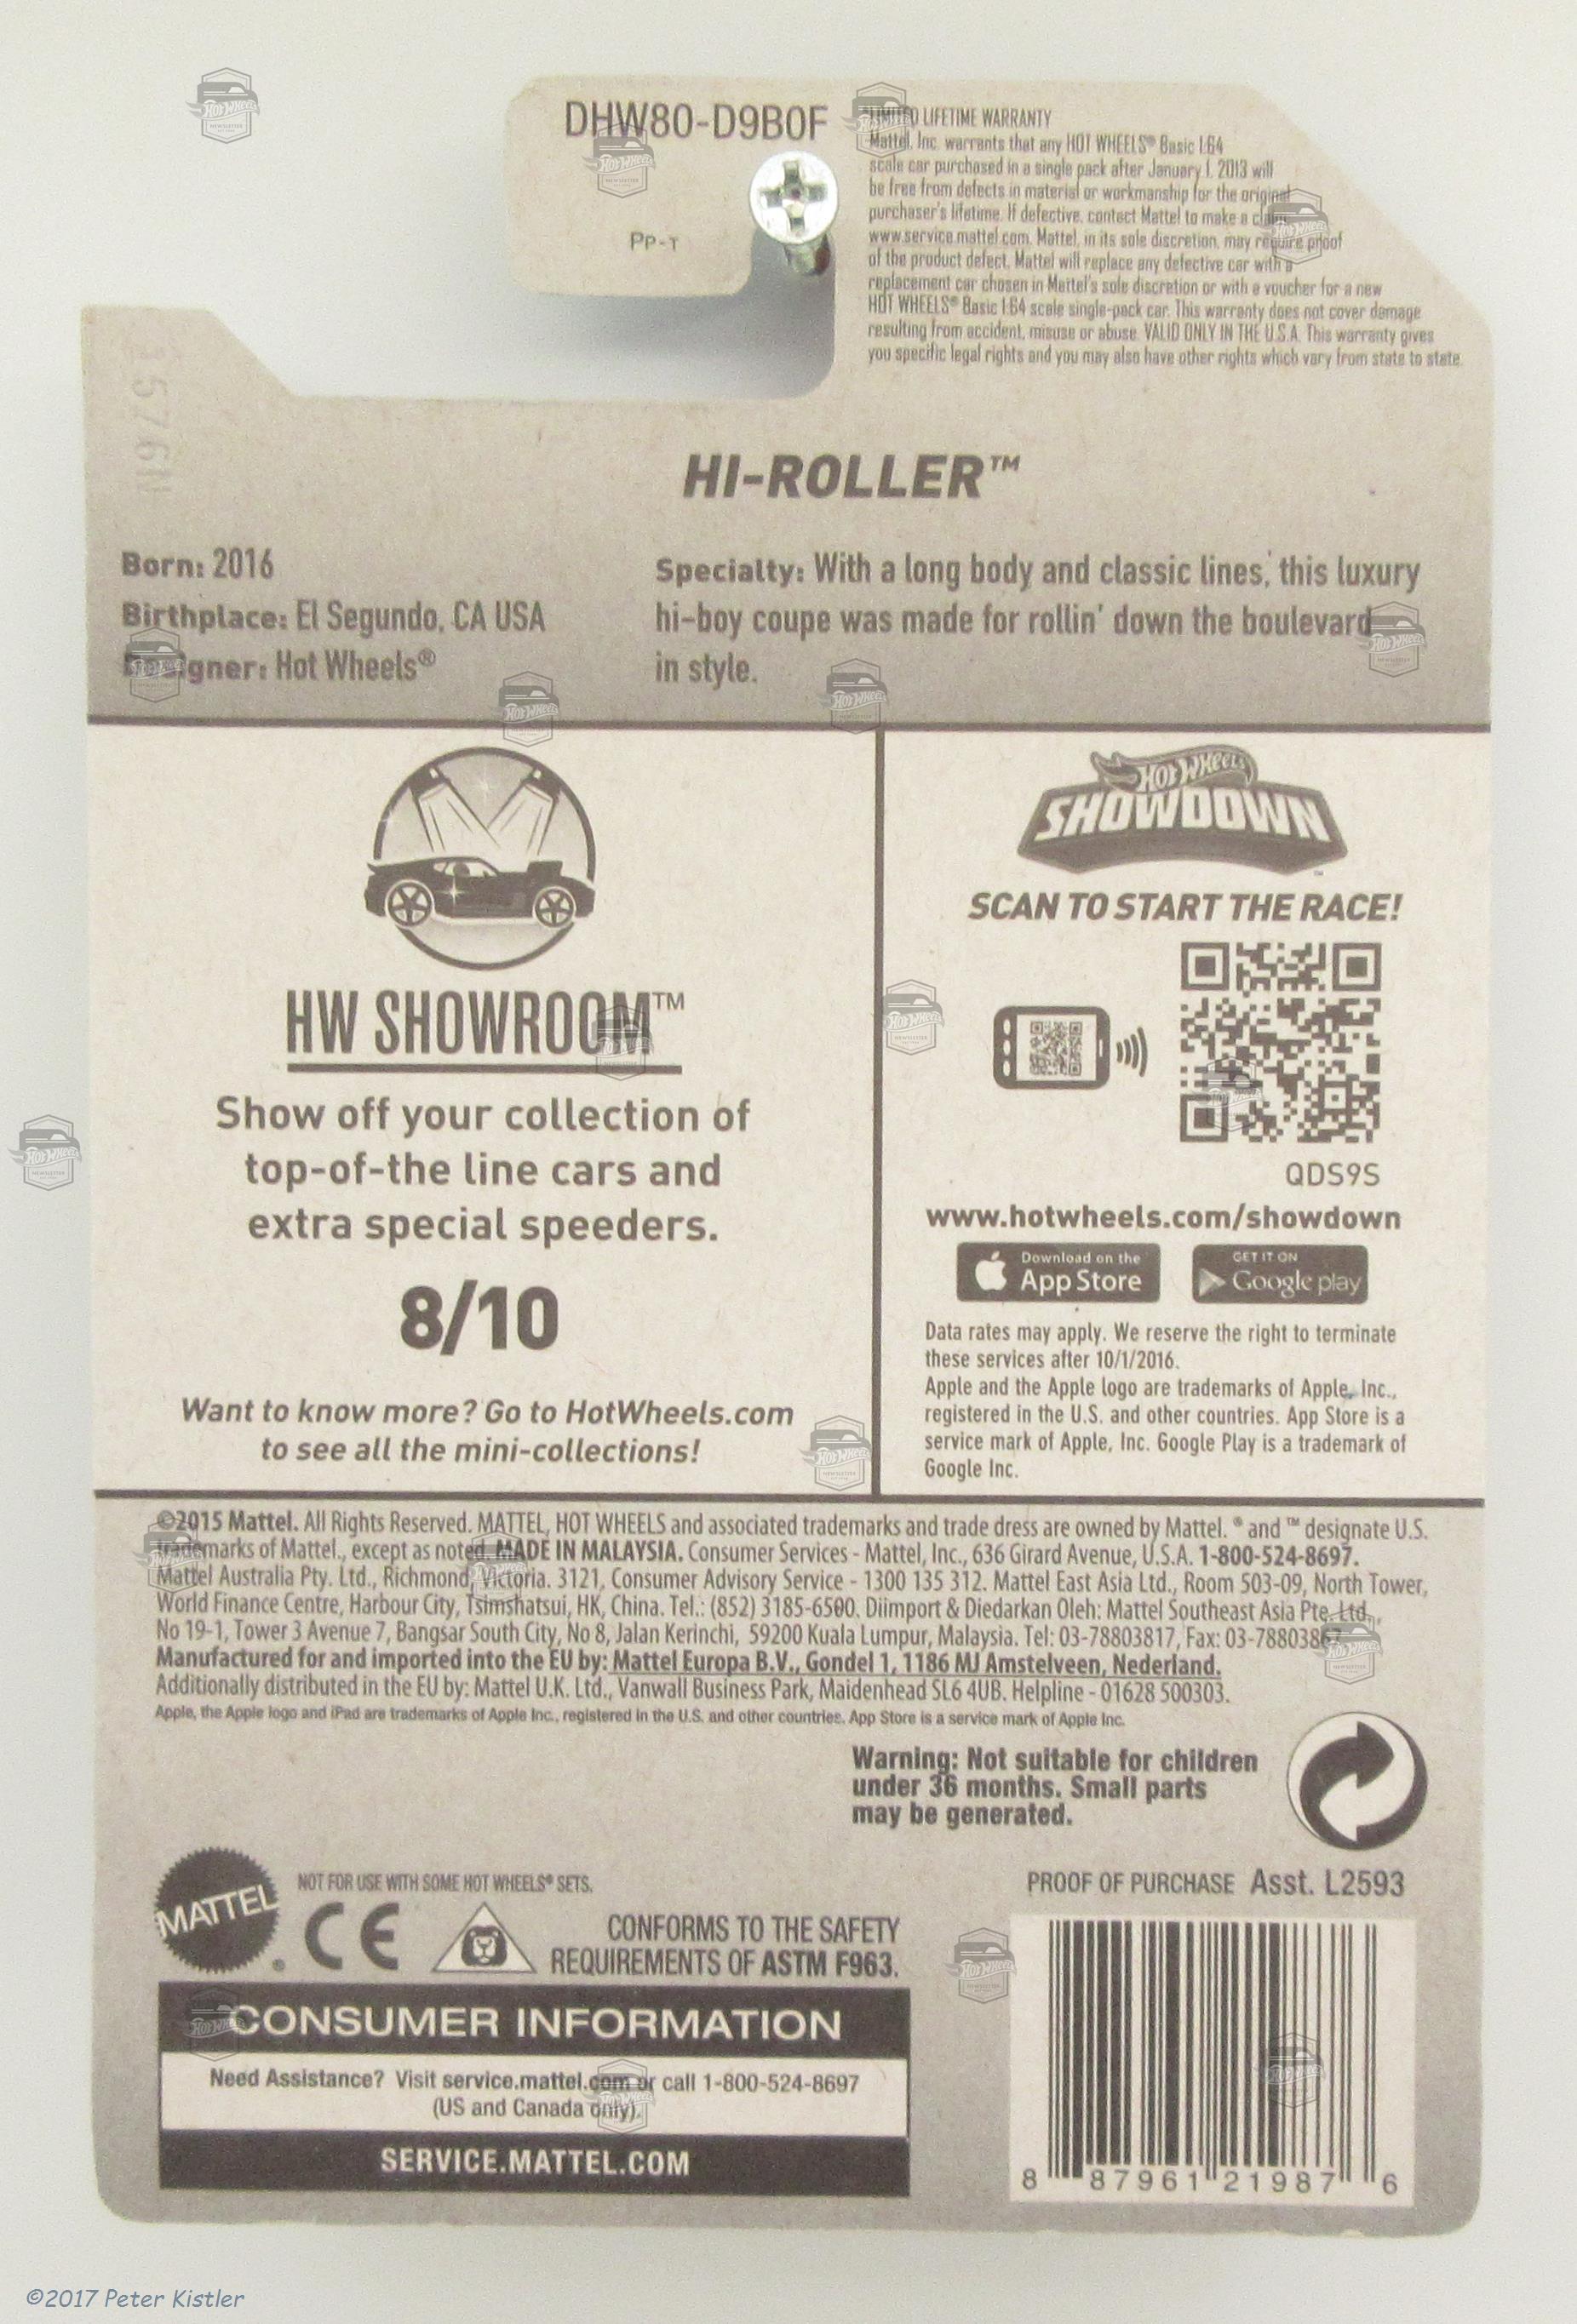 DHW80-D9B0F
PP-T
*LIMITED LIFETIME WARRANTY
Mattel, Inc. warrants that any HOT WHEELS® Basic 1:64
scale car purchased in a single pack after January 1, 2013 will
be free from defects in material or workmanship for the original
purchaser's lifetime. If defective, contact Mattel to make a claim.
www.service.mattel.com. Mattel, in its sole discretion, may require proof
of the product defect. Mattel will replace any defective car with a
replacement car chosen in Mattel's sole discretion or with a voucher for a new
HOT WHEELS® Basic 1:64 scale single-pack car. This warranty does not cover damage
resulting from accident, misuse or abuse. VALID ONLY IN THE U.S.A. This warranty gives
you specific legal rights and you may also have other rights which vary from state to state.
HI-ROLLER™
Born: 2016
Birthplace: El Segundo, CA USA
Designer: Hot Wheels®
Specialty: With a long body and classic lines, this luxury
hi-boy coupe was made for rollin' down the boulevard
in style.
HW SHOWROOM™
Show off your collection of
top-of-the line cars and
extra special speeders.
8/10
Want to know more? Go to HotWheels.com
to see all the mini-collections!
HOT WHEELS
SHOWDOWN™
SCAN TO START THE RACE!
QDS9S
www.hotwheels.com/showdown
Download on the
App Store
GET IT ON
Google play
Data rates may apply. We reserve the right to terminate
these services after 10/1/2016.
Apple and the Apple logo are trademarks of Apple, Inc.,
registered in the U.S. and other countries. App Store is a
service mark of Apple, Inc. Google Play is a trademark of
Google Inc.
©2015 Mattel. All Rights Reserved. MATTEL, HOT WHEELS and associated trademarks and trade dress are owned by Mattel. ® and ™ designate U.S.
trademarks of Mattel., except as noted. MADE IN MALAYSIA. Consumer Services - Mattel, Inc., 636 Girard Avenue, U.S.A. 1-800-524-8697.
Mattel Australia Pty. Ltd., Richmond, Victoria. 3121, Consumer Advisory Service - 1300 135 312. Mattel East Asia Ltd., Room 503-09, North Tower,
World Finance Centre, Harbour City, Tsimshatsui, HK, China. Tel.: (852) 3185-6500. Diimport & Diedarkan Oleh: Mattel Southeast Asia Pte. Ltd.,
No 19-1, Tower 3 Avenue 7, Bangsar South City, No 8, Jalan Kerinchi, 59200 Kuala Lumpur, Malaysia. Tel: 03-78803817, Fax: 03-78803867.
Manufactured for and imported into the EU by: Mattel Europa B.V., Gondel 1, 1186 MJ Amstelveen, Nederland.
Additionally distributed in the EU by: Mattel U.K. Ltd., Vanwall Business Park, Maidenhead SL6 4UB. Helpline - 01628 500303.
Apple, the Apple logo and iPad are trademarks of Apple Inc., registered in the U.S. and other countries. App Store is a service mark of Apple Inc.
Warning: Not suitable for children
under 36 months. Small parts
may be generated.
MATTEL®
NOT FOR USE WITH SOME HOT WHEELS® SETS.
CE
CONFORMS TO THE SAFETY
REQUIREMENTS OF ASTM F963.
PROOF OF PURCHASE Asst. L2593
CONSUMER INFORMATION
Need Assistance? Visit service.mattel.com or call 1-800-524-8697
(US and Canada only).
SERVICE.MATTEL.COM
8 87961 21987 6
©2017 Peter Kistler